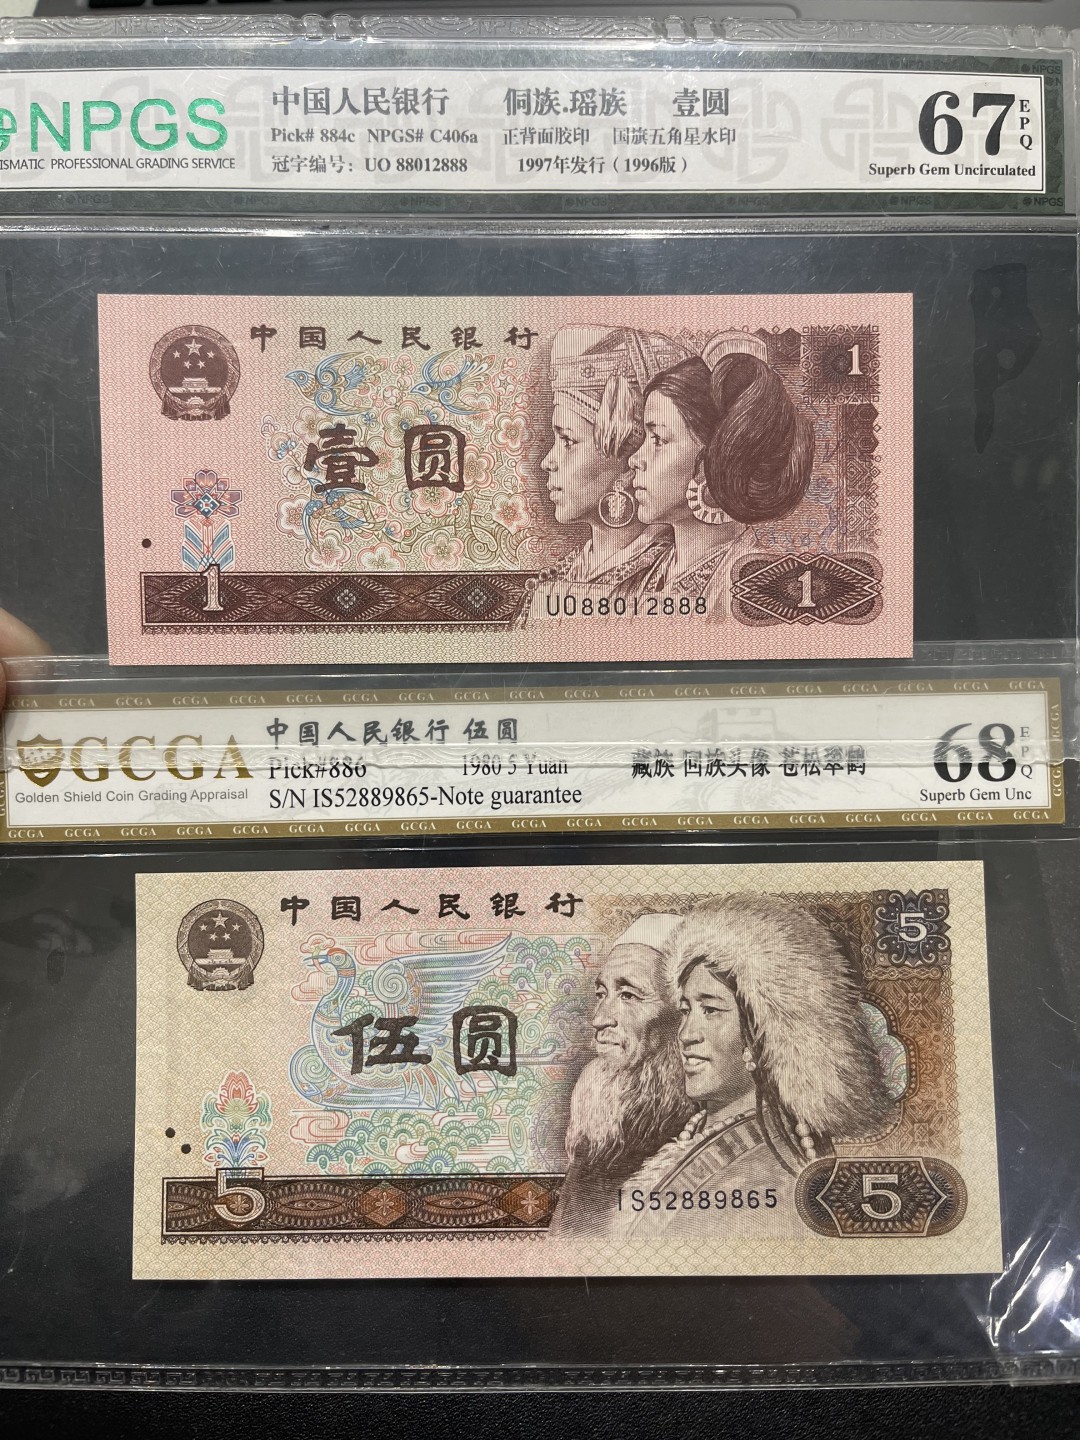 NPGS
ISMATIC PROFESSIONAL GRADING SERVICE
中国人民银行 侗族.瑶族 壹圆
Pick# 884c NPGS# C406a 正背面胶印 国旗五角星水印
冠字编号: UO 88012888 1997年发行（1996版）
67 EPQ
Superb Gem Uncirculated
中国人民银行
1
壹圆
1
UO88012888
1
GCGA
Golden Shield Coin Grading Appraisal
中国人民银行 伍圆
Pick#886 1980 5 Yuan 藏族 回族头像 苍松翠鹤
S/N IS52889865-Note guarantee
68 EPQ
Superb Gem Unc
中国人民银行
5
伍圆
5
IS52889865
5